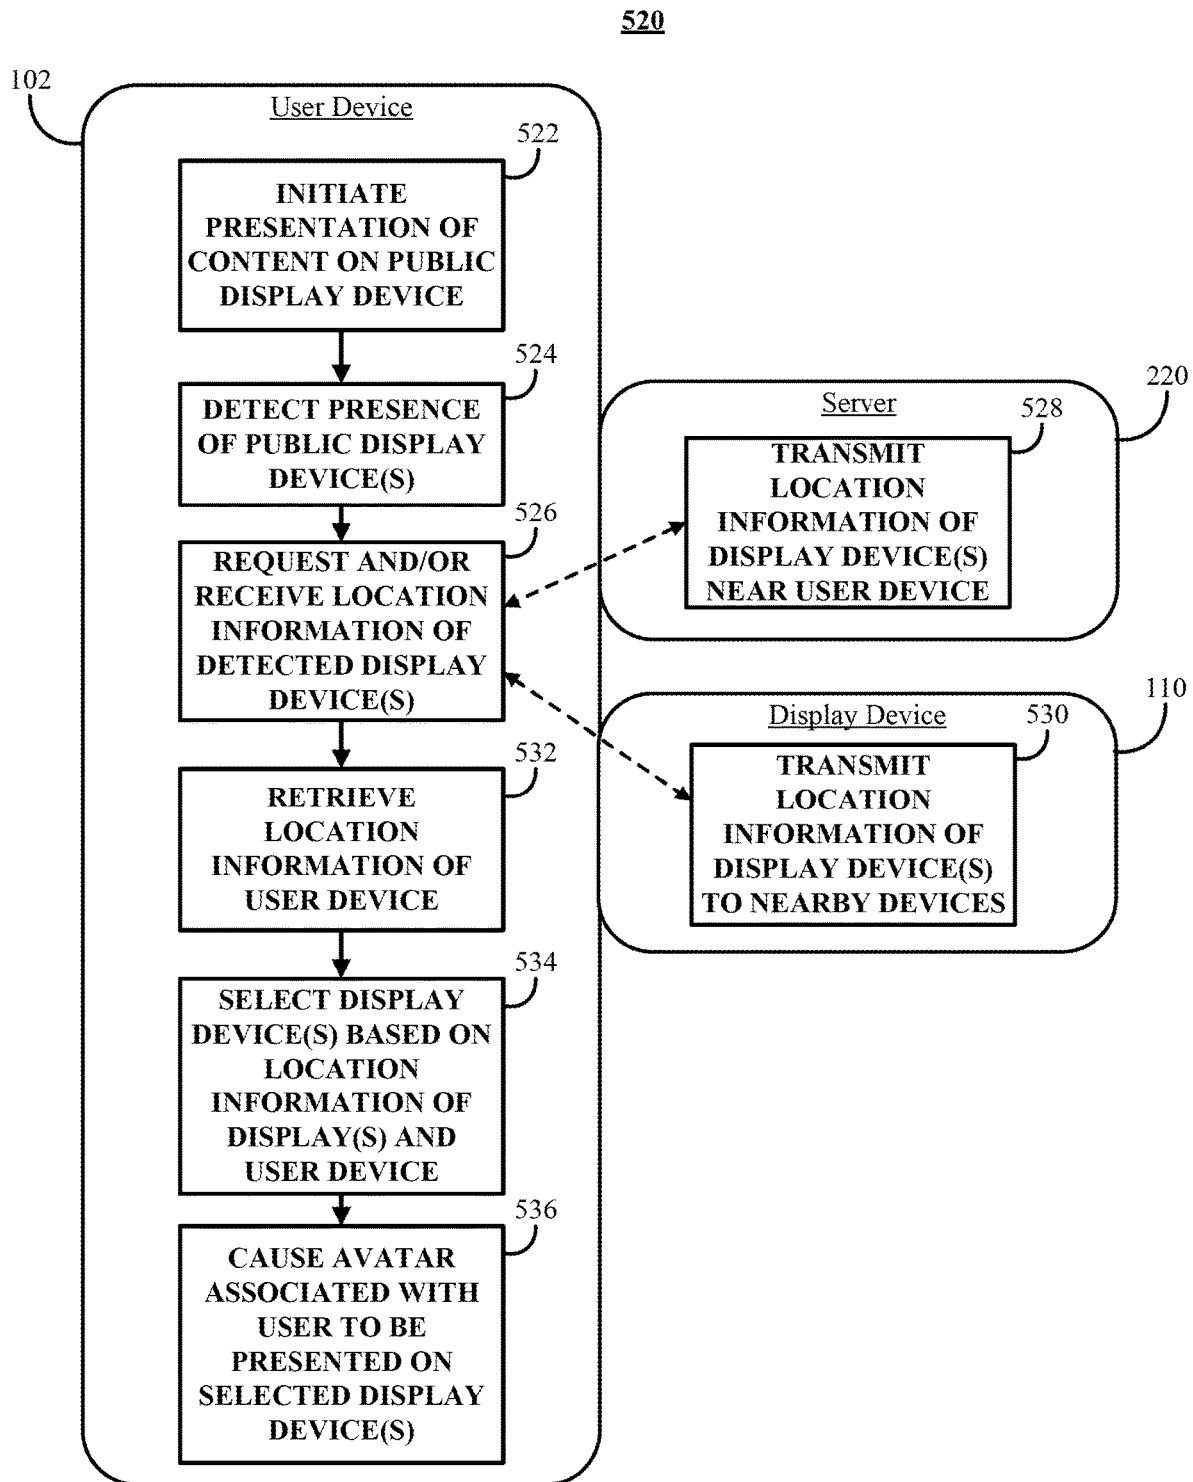 520
102
User Device
522
INITIATE
PRESENTATION OF
CONTENT ON PUBLIC
DISPLAY DEVICE
524
DETECT PRESENCE
OF PUBLIC DISPLAY
DEVICE(S)
526
REQUEST AND/OR
RECEIVE LOCATION
INFORMATION OF
DETECTED DISPLAY
DEVICE(S)
220
Server
528
TRANSMIT
LOCATION
INFORMATION OF
DISPLAY DEVICE(S)
NEAR USER DEVICE
110
Display Device
530
TRANSMIT
LOCATION
INFORMATION OF
DISPLAY DEVICE(S)
TO NEARBY DEVICES
532
RETRIEVE
LOCATION
INFORMATION OF
USER DEVICE
534
SELECT DISPLAY
DEVICE(S) BASED ON
LOCATION
INFORMATION OF
DISPLAY(S) AND
USER DEVICE
536
CAUSE AVATAR
ASSOCIATED WITH
USER TO BE
PRESENTED ON
SELECTED DISPLAY
DEVICE(S)